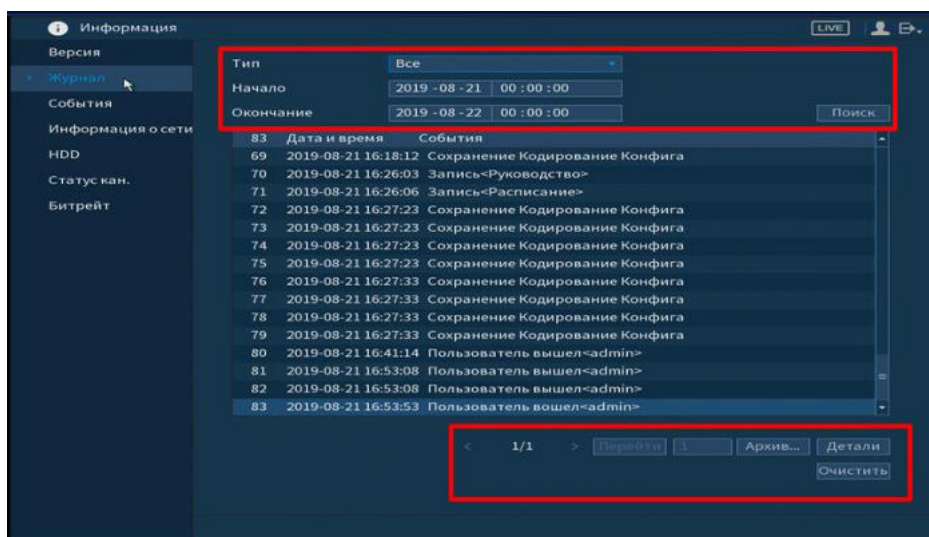 Информация LIVE
Версия
Журнал
События
Информация о сети
HDD
Статус кан.
Битрейт
Тип Все
Начало 2019 -08 -21 00 :00 :00
Окончание 2019 -08 -22 00 :00 :00 Поиск
83 Дата и время События
69 2019-08-21 16:18:12 Сохранение Кодирование Конфига
70 2019-08-21 16:26:03 Запись<Руководство>
71 2019-08-21 16:26:06 Запись<Расписание>
72 2019-08-21 16:27:23 Сохранение Кодирование Конфига
73 2019-08-21 16:27:23 Сохранение Кодирование Конфига
74 2019-08-21 16:27:23 Сохранение Кодирование Конфига
75 2019-08-21 16:27:23 Сохранение Кодирование Конфига
76 2019-08-21 16:27:33 Сохранение Кодирование Конфига
77 2019-08-21 16:27:33 Сохранение Кодирование Конфига
78 2019-08-21 16:27:33 Сохранение Кодирование Конфига
79 2019-08-21 16:27:33 Сохранение Кодирование Конфига
80 2019-08-21 16:41:14 Пользователь вышел<admin>
81 2019-08-21 16:53:08 Пользователь вышел<admin>
82 2019-08-21 16:53:08 Пользователь вышел<admin>
83 2019-08-21 16:53:53 Пользователь вошел<admin>
< 1/1 > Перейти 1 Архив... Детали
Очистить